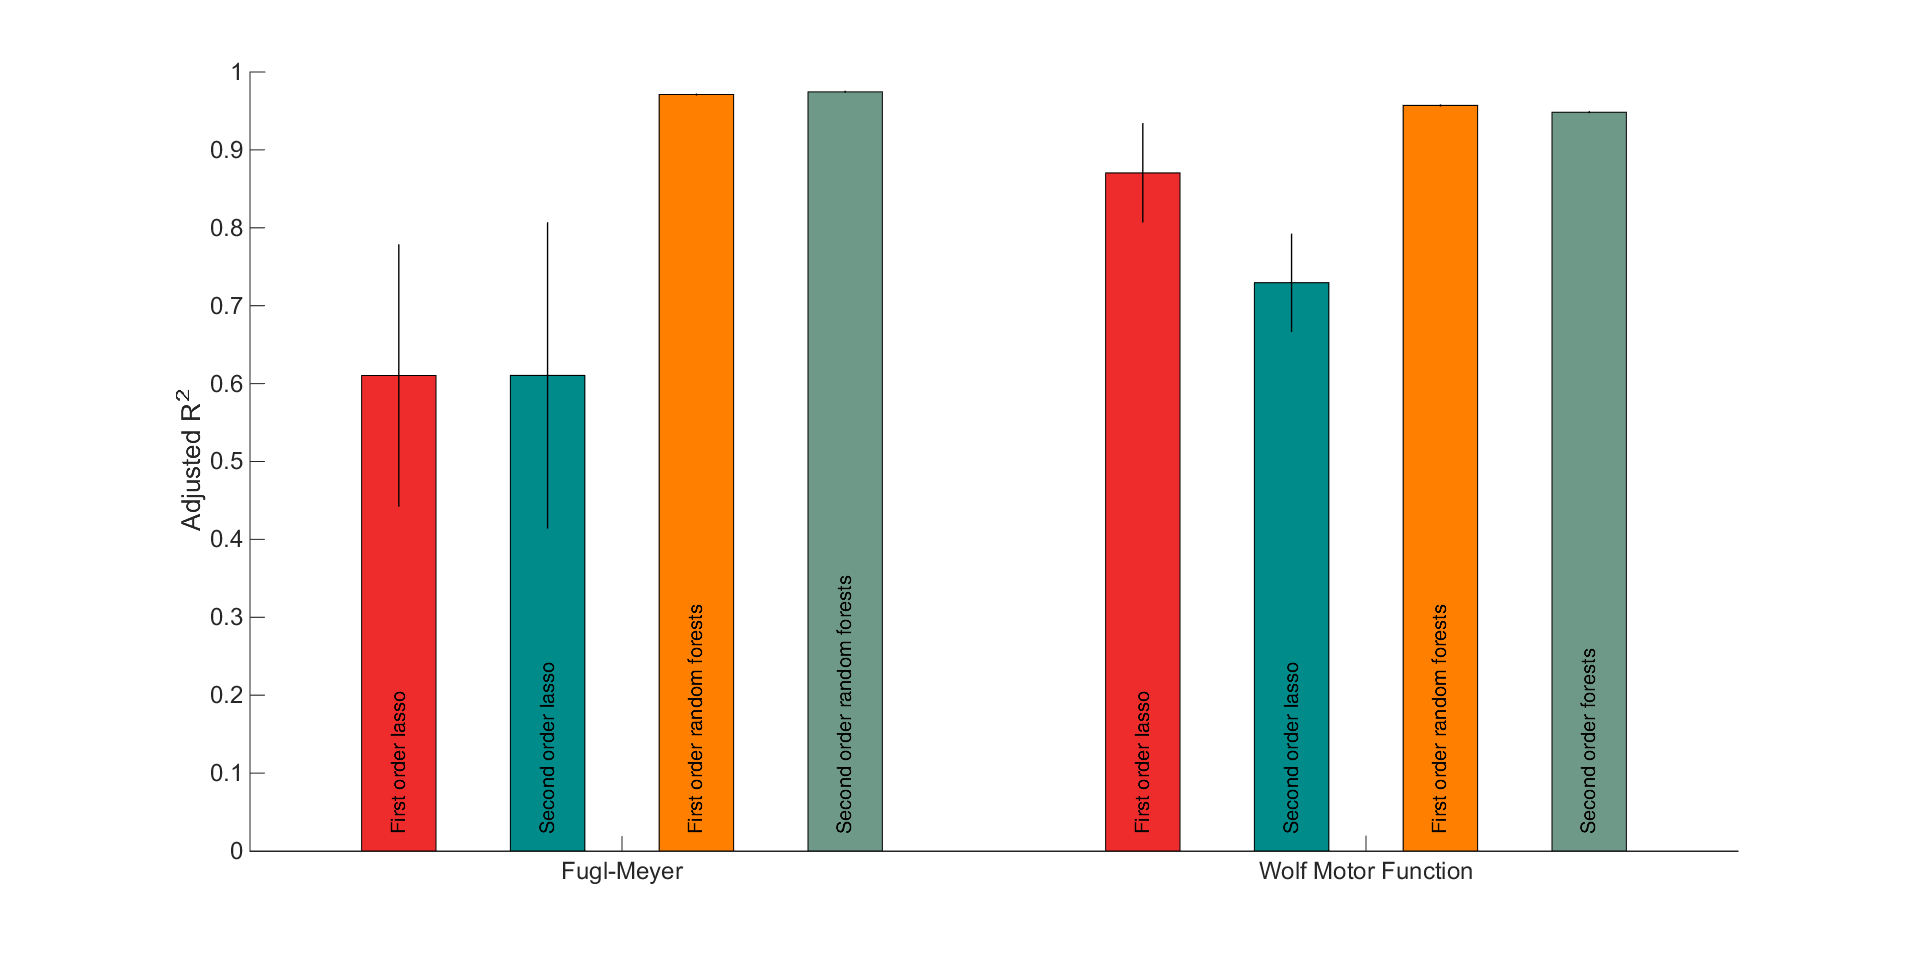 1
0.9
0.8
0.7
0.6
0.5
0.4
0.3
0.2
0.1
0
Adjusted R²
First order lasso
Second order lasso
First order random forests
Second order random forests
First order lasso
Second order lasso
First order random forests
Second order forests
Fugl-Meyer
Wolf Motor Function